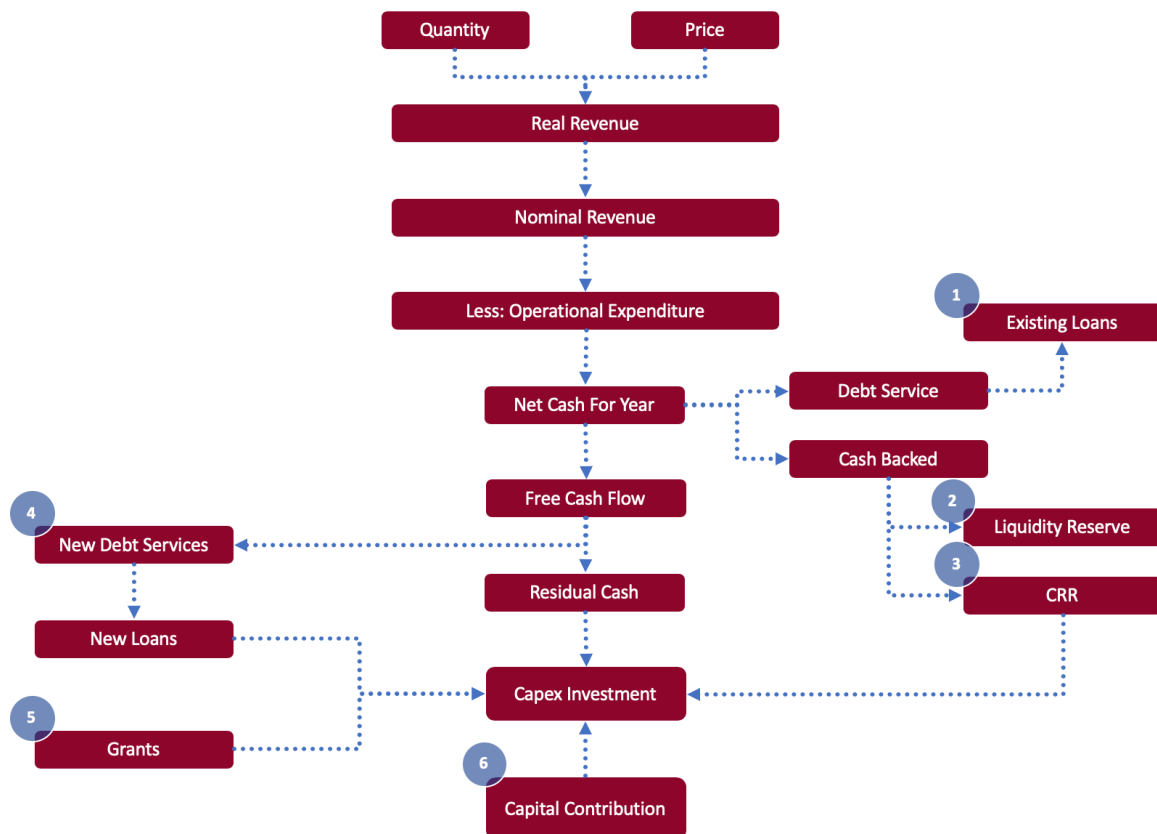 Quantity
Price
Real Revenue
Nominal Revenue
Less: Operational Expenditure
1
Existing Loans
Net Cash For Year
Debt Service
Cash Backed
Free Cash Flow
4
New Debt Services
2
Liquidity Reserve
3
CRR
Residual Cash
New Loans
Capex Investment
5
Grants
6
Capital Contribution